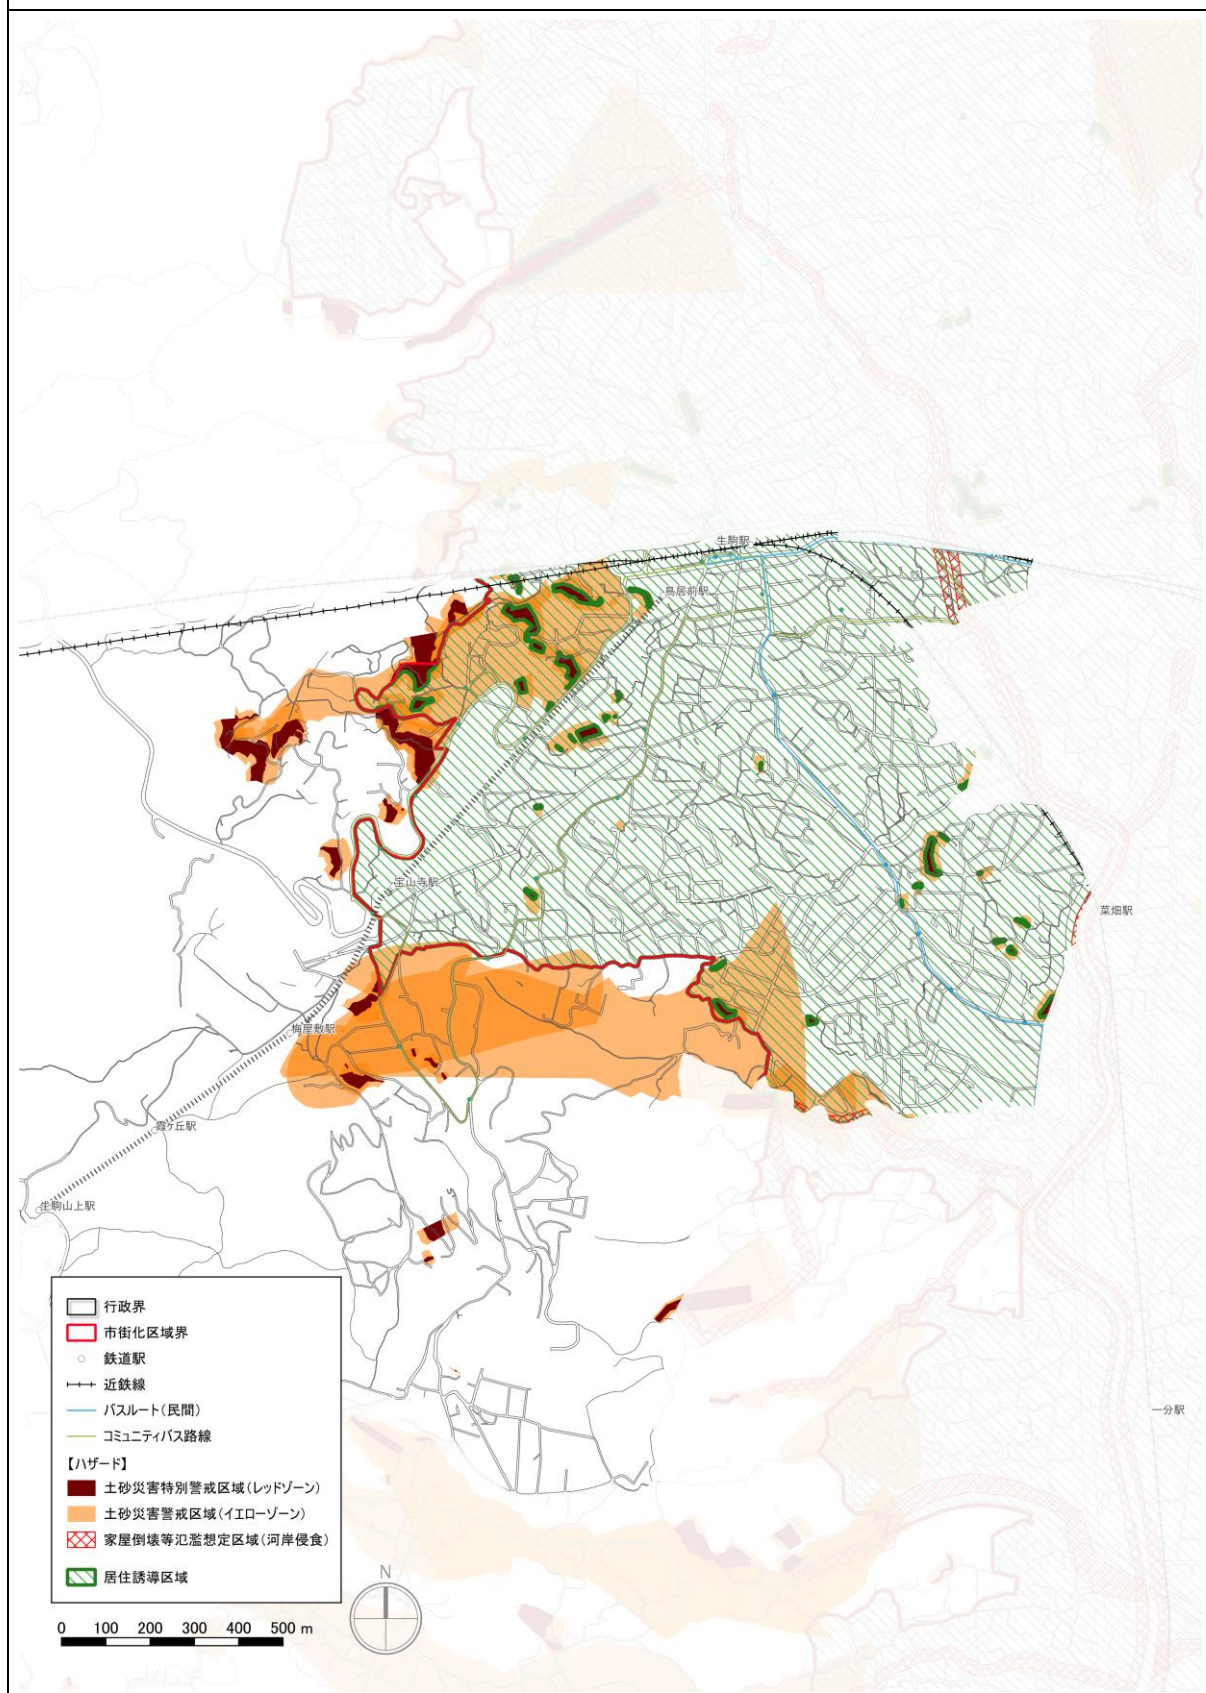 生駒駅
鳥居前駅
宝山寺駅
菜畑駅
梅屋敷駅
霞ヶ丘駅
生駒山上駅
一分駅
行政界
市街化区域界
鉄道駅
近鉄線
バスルート(民間)
コミュニティバス路線
【ハザード】
土砂災害特別警戒区域(レッドゾーン)
土砂災害警戒区域(イエローゾーン)
家屋倒壊等氾濫想定区域(河岸侵食)
居住誘導区域
N
0 100 200 300 400 500 m